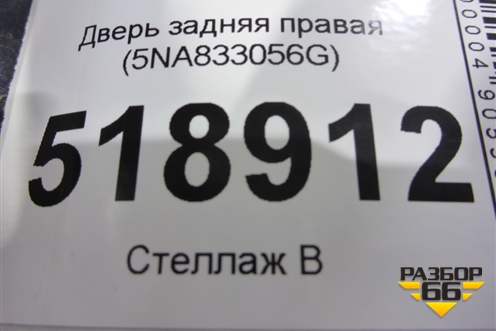 Дверь задняя правая
(5NA833056G)
518912
Стеллаж В
РАЗБОР
66